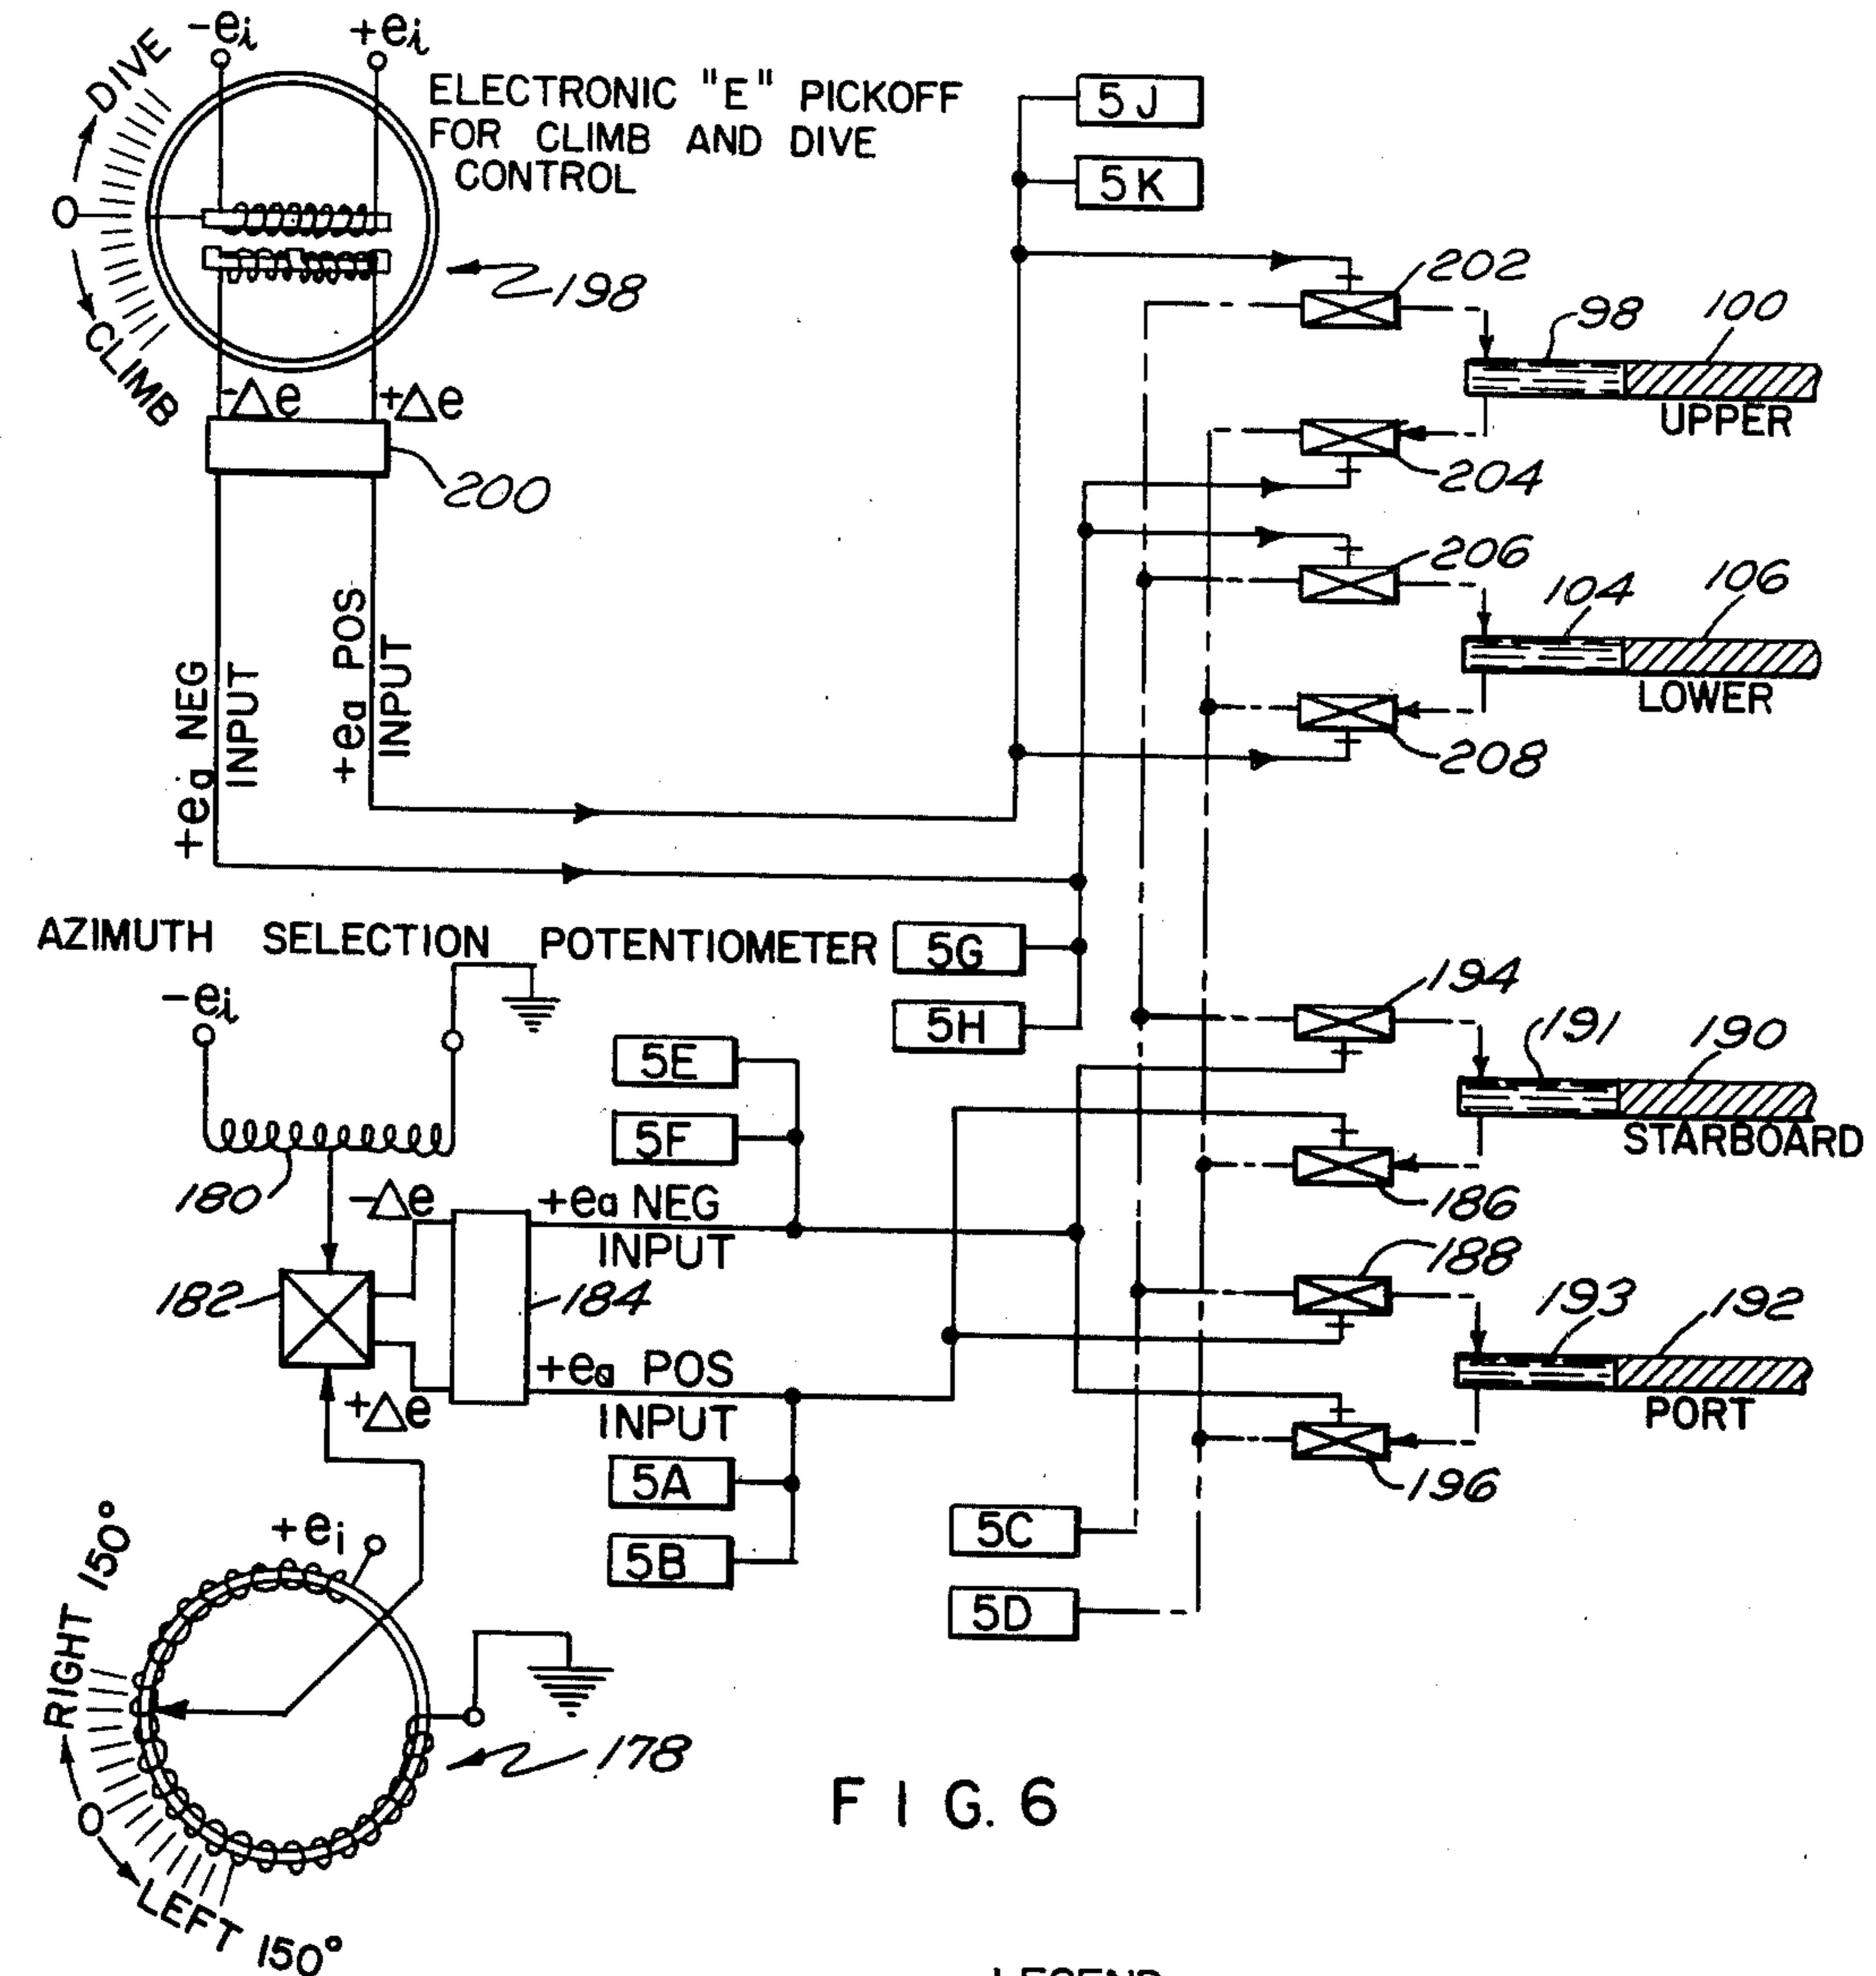 -ei
+ei
DIVE
0
CLIMB
ELECTRONIC "E" PICKOFF
FOR CLIMB AND DIVE
CONTROL
198
-Δe
+Δe
200
+ea NEG
INPUT
+ea POS
INPUT
5J
5K
202
98
100
UPPER
204
206
104
106
LOWER
208
AZIMUTH SELECTION POTENTIOMETER
-ei
5G
5H
5E
5F
180
-Δe
+ea NEG
INPUT
182
184
+ea POS
INPUT
+Δe
5A
5B
194
191
190
STARBOARD
186
188
193
192
PORT
196
5C
5D
+ei
RIGHT 150°
0
LEFT 150°
178
FIG. 6